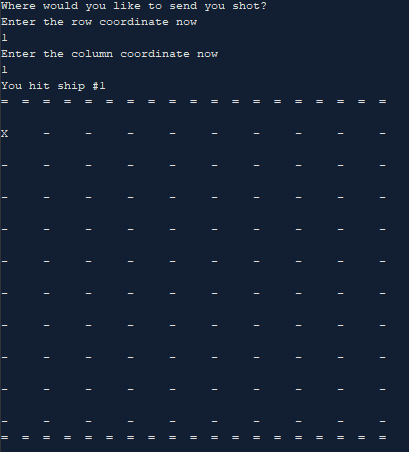 Where would you like to send you shot?
Enter the row coordinate now
1
Enter the column coordinate now
1
You hit ship #1
= = = = = = = = = = = = = = = = = = =
X - - - - - - - - -
- - - - - - - - - -
- - - - - - - - - -
- - - - - - - - - -
- - - - - - - - - -
- - - - - - - - - -
- - - - - - - - - -
- - - - - - - - - -
- - - - - - - - - -
- - - - - - - - - -
= = = = = = = = = = = = = = = = = = =